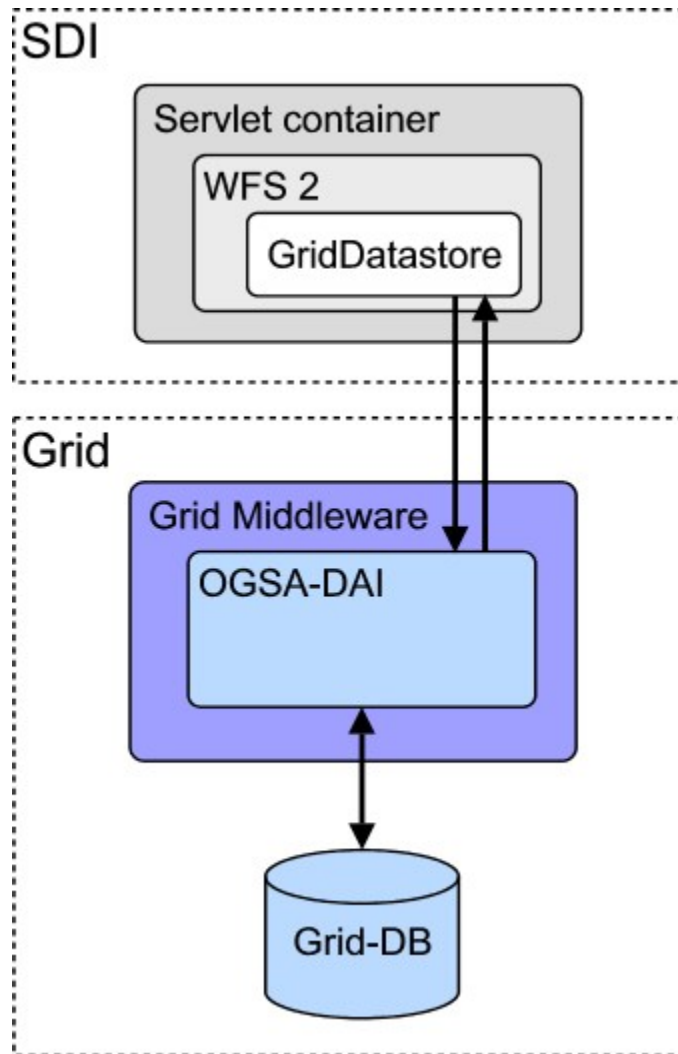 SDI
Servlet container
WFS 2
GridDatastore
Grid
Grid Middleware
OGSA-DAI
Grid-DB